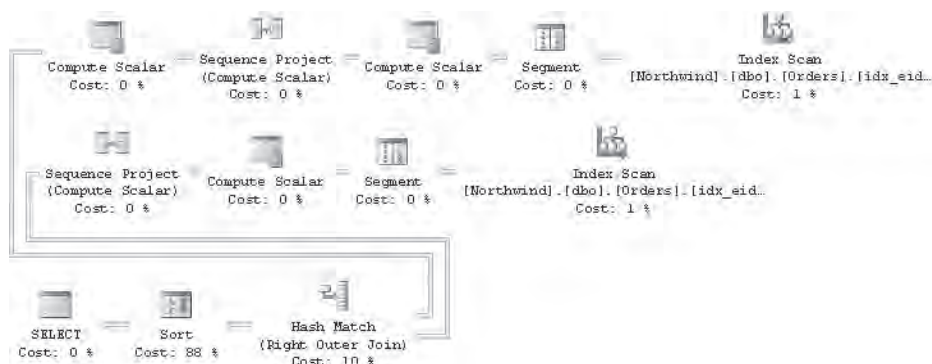 Compute Scalar
Cost: 0 %
Sequence Project
(Compute Scalar)
Cost: 0 %
Compute Scalar
Cost: 0 %
Segment
Cost: 0 %
Index Scan
[Northwind].[dbo].[Orders].[idx_eid…
Cost: 1 %
Sequence Project
(Compute Scalar)
Cost: 0 %
Compute Scalar
Cost: 0 %
Segment
Cost: 0 %
Index Scan
[Northwind].[dbo].[Orders].[idx_eid…
Cost: 1 %
SELECT
Cost: 0 %
Sort
Cost: 88 %
Hash Match
(Right Outer Join)
Cost: 10 %